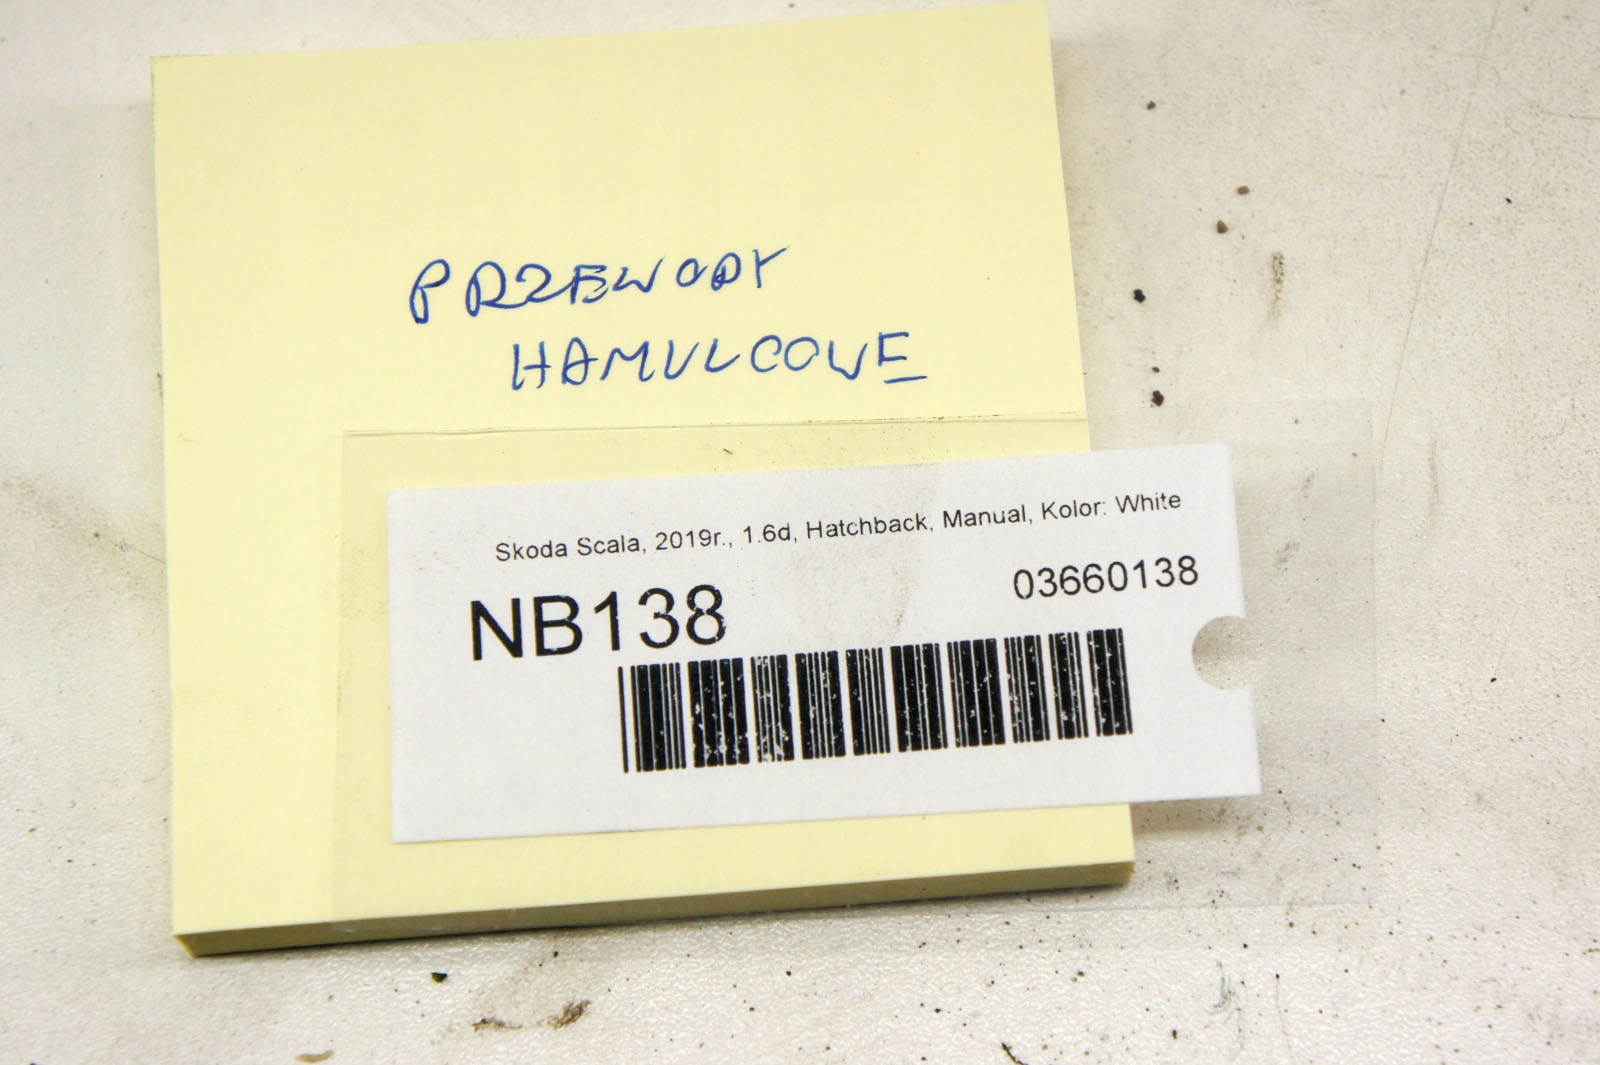 PRZEWODY
HAMULCOWE
Skoda Scala, 2019r., 1.6d, Hatchback, Manual, Kolor: White
03660138
NB138